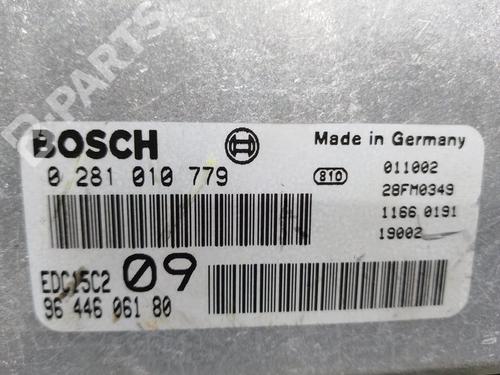 B-PARTS
BOSCH
Made in Germany
0 281 010 779
810
011002
28FM0349
1166 0191
19002
EDC15C2
09
96 446 061 80